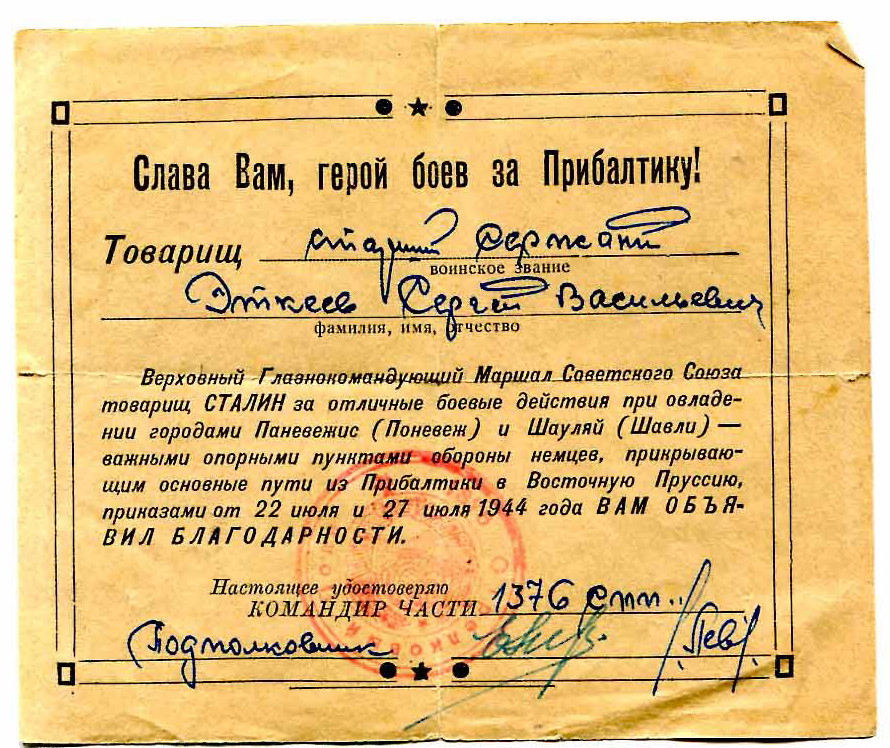 Слава Вам, герой боев за Прибалтику!
Товарищ старший сержант
воинское звание
Эткеев Сергей Васильевич
фамилия, имя, отчество
Верховный Главнокомандующий Маршал Советского Союза
товарищ СТАЛИН за отличные боевые действия при овладе-
нии городами Паневежис (Поневеж) и Шауляй (Шавли) —
важными опорными пунктами обороны немцев, прикрываю-
щим основные пути из Прибалтики в Восточную Пруссию,
приказами от 22 июля и 27 июля 1944 года ВАМ ОБЪЯ-
ВИЛ БЛАГОДАРНОСТИ.
Настоящее удостоверяю
КОМАНДИР ЧАСТИ 1376 спп..
Подполковник /Лев/